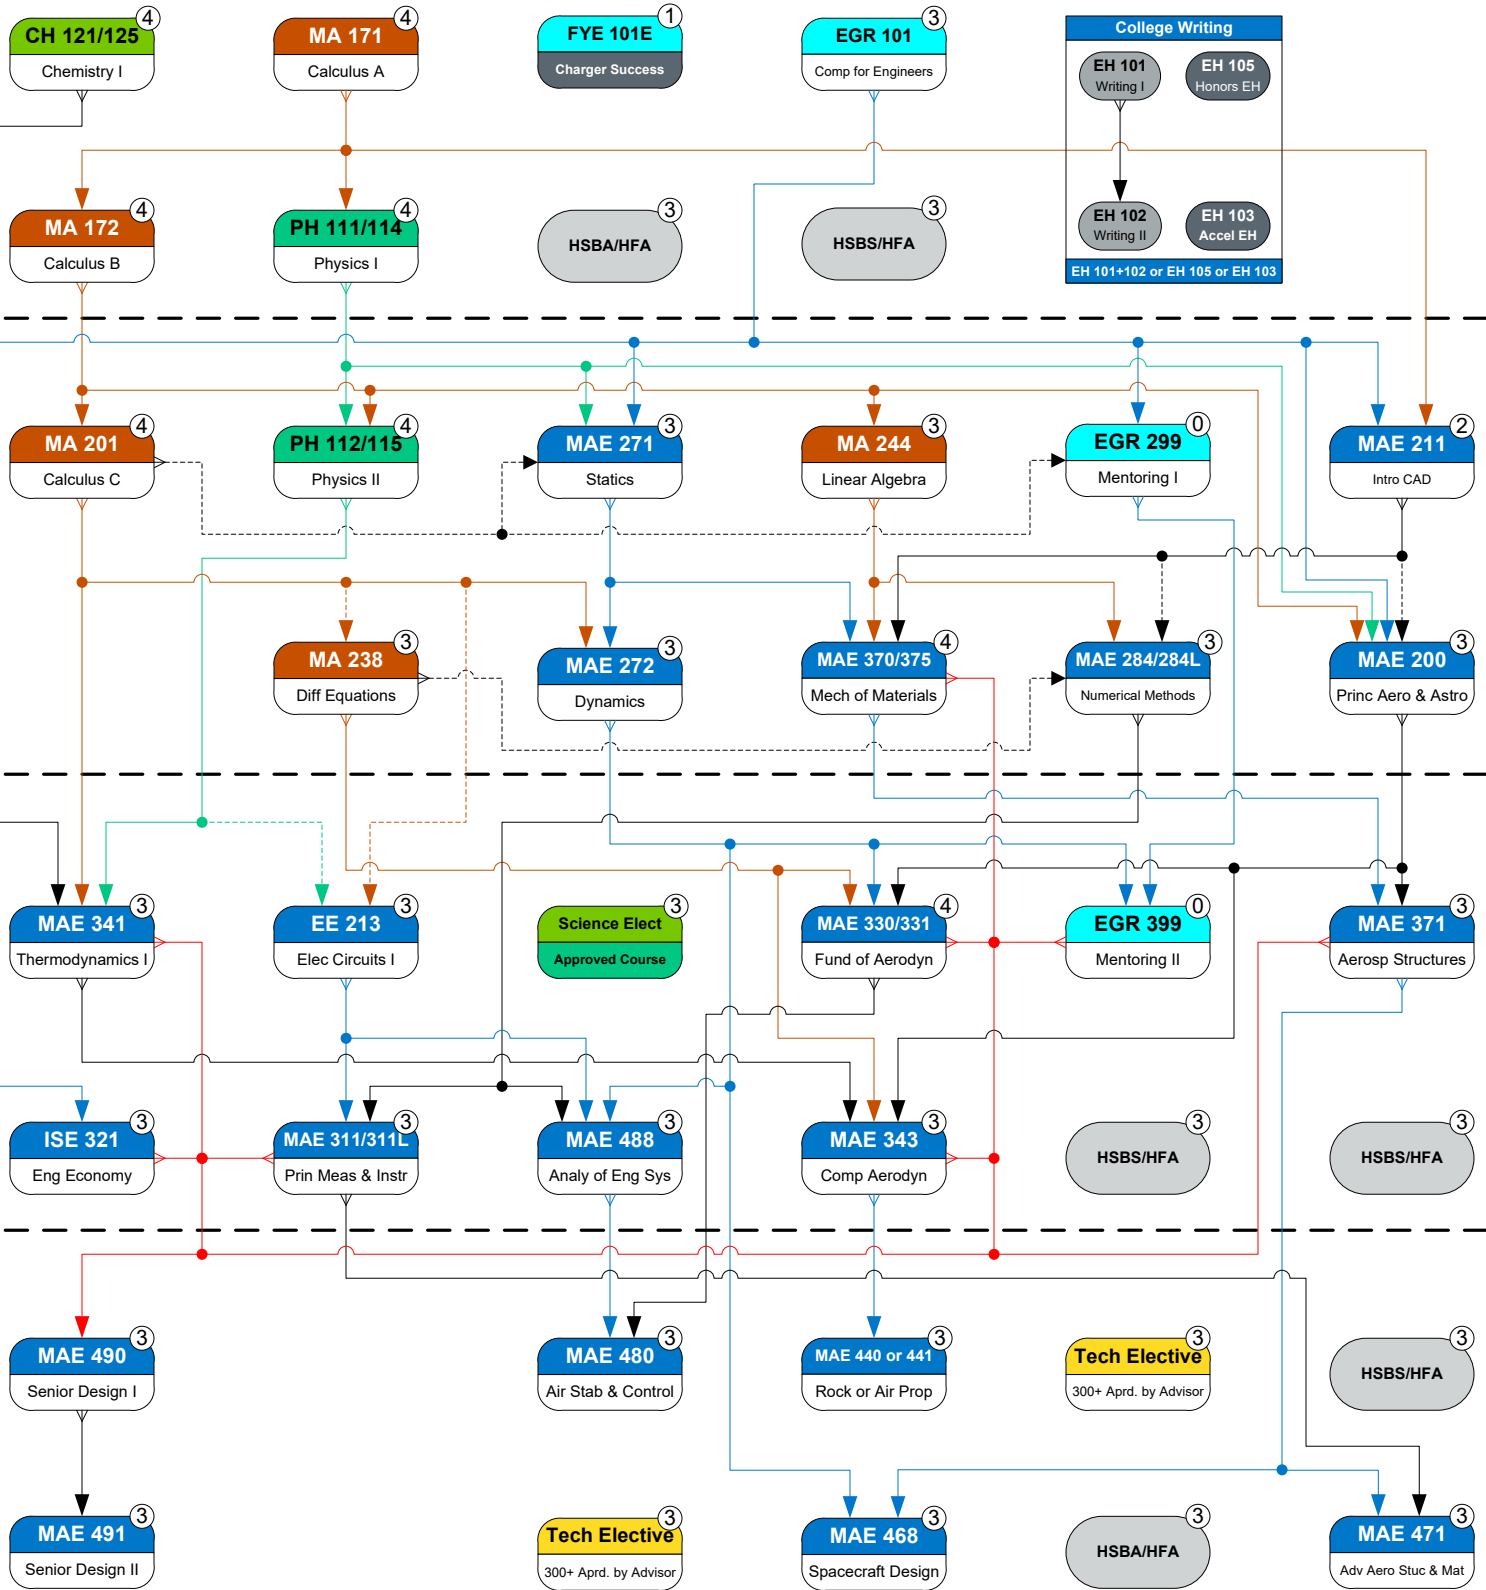 4
CH 121/125
Chemistry I
4
MA 171
Calculus A
1
FYE 101E
Charger Success
3
EGR 101
Comp for Engineers
College Writing
EH 101
Writing I
EH 105
Honors EH
EH 102
Writing II
EH 103
Accel EH
EH 101+102 or EH 105 or EH 103
4
MA 172
Calculus B
4
PH 111/114
Physics I
3
HSBA/HFA
3
HSBS/HFA
4
MA 201
Calculus C
4
PH 112/115
Physics II
3
MAE 271
Statics
3
MA 244
Linear Algebra
0
EGR 299
Mentoring I
2
MAE 211
Intro CAD
3
MA 238
Diff Equations
3
MAE 272
Dynamics
4
MAE 370/375
Mech of Materials
3
MAE 284/284L
Numerical Methods
3
MAE 200
Princ Aero & Astro
3
MAE 341
Thermodynamics I
3
EE 213
Elec Circuits I
3
Science Elect
Approved Course
4
MAE 330/331
Fund of Aerodyn
0
EGR 399
Mentoring II
3
MAE 371
Aerosp Structures
3
ISE 321
Eng Economy
3
MAE 311/311L
Prin Meas & Instr
3
MAE 488
Analy of Eng Sys
3
MAE 343
Comp Aerodyn
3
HSBS/HFA
3
HSBS/HFA
3
MAE 490
Senior Design I
3
MAE 480
Air Stab & Control
3
MAE 440 or 441
Rock or Air Prop
3
Tech Elective
300+ Aprd. by Advisor
3
HSBS/HFA
3
MAE 491
Senior Design II
3
Tech Elective
300+ Aprd. by Advisor
3
MAE 468
Spacecraft Design
3
HSBA/HFA
3
MAE 471
Adv Aero Stuc & Mat